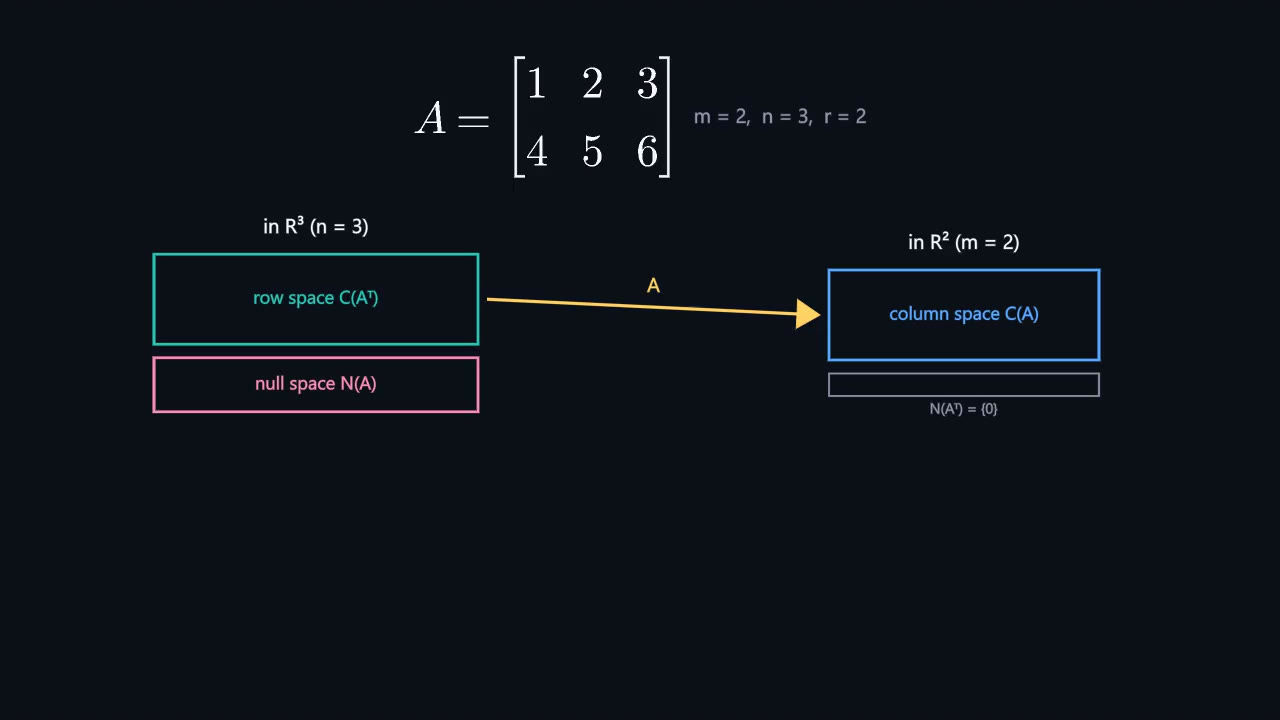 A = [1 2 3
4 5 6]
m = 2, n = 3, r = 2
in R³ (n = 3)
in R² (m = 2)
row space C(Aᵀ)
A
column space C(A)
null space N(A)
N(Aᵀ) = {0}